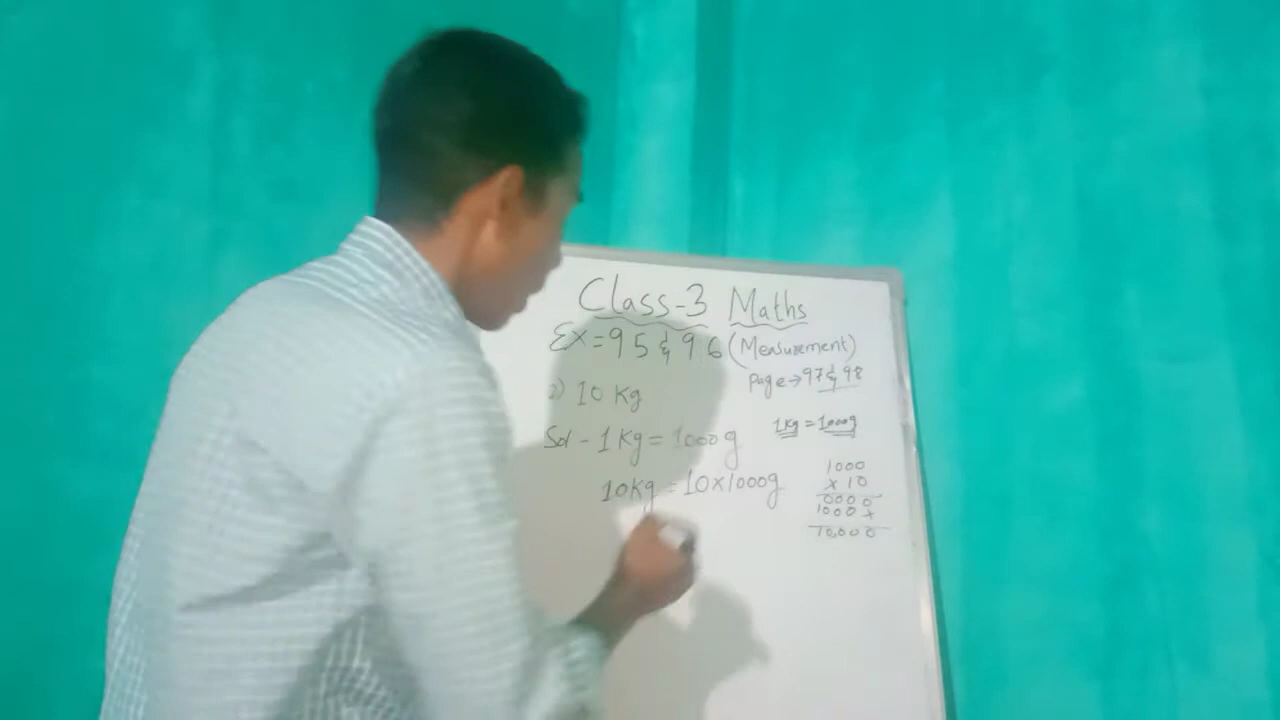 Class-3 Maths
Ex=95 & 96 (Measurement)
Page→97 & 98
2) 10 Kg
1Kg = 1000g
Sol - 1 Kg = 1000 g
10Kg = 10x1000g
1000
x 10
0000
1000 x
10,000